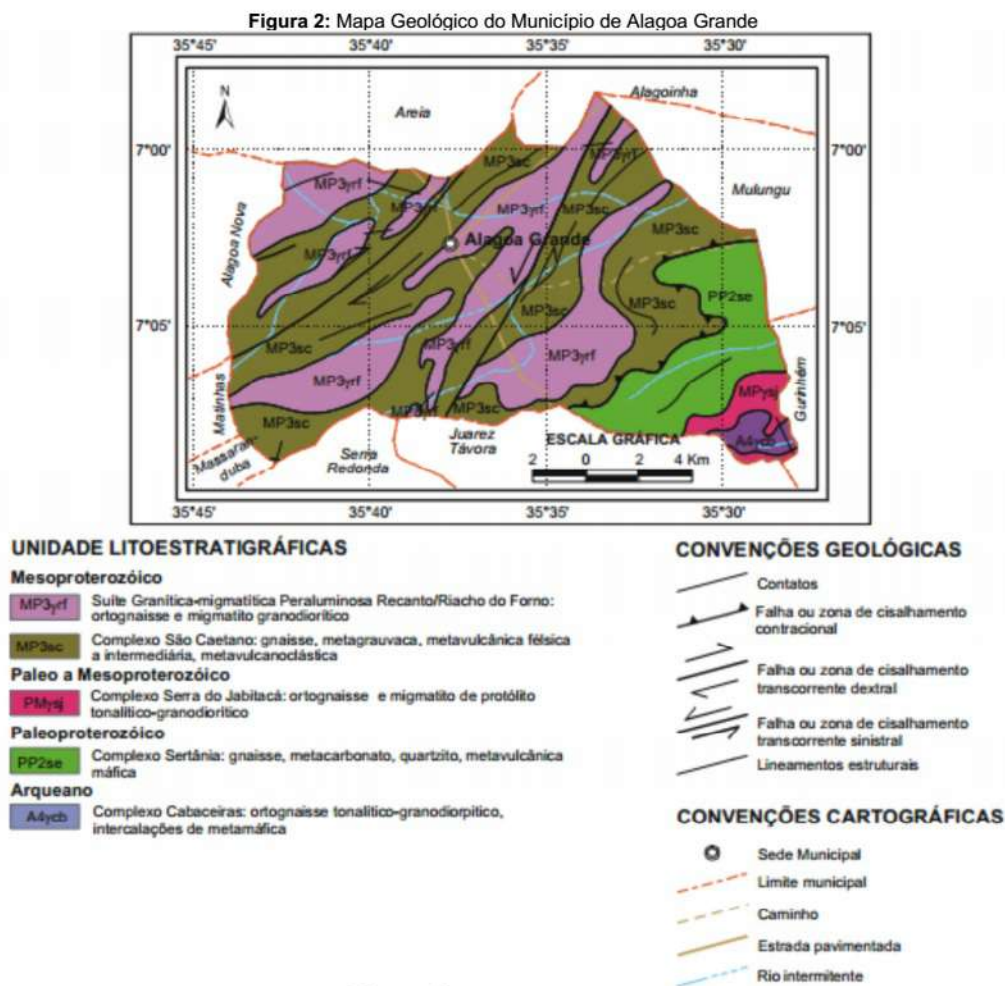 Figura 2: Mapa Geológico do Município de Alagoa Grande
35°45' 35°40' 35°35' 35°30'
N
Areia
Alagoinha
7°00' 7°00'
MP3sc
MP3γrf
MP3γrf
Mulungu
MP3γrf
MP3γrf MP3sc
MP3sc
Alagoa Nova
Alagoa Grande
MP3γrf
PP2se
MP3sc
MP3sc
7°05' 7°05'
MP3sc
MP3γrf
MP3γrf
MP3γrf
MPγsj
Gurinhém
Matinhas
MP3sc
MP3γrf
MP3sc
A4γcb
Massaran-
duba
Serra
Redonda
Juarez
Távora
ESCALA GRÁFICA
2 0 2 4 Km
35°45' 35°40' 35°35' 35°30'
UNIDADE LITOESTRATIGRÁFICAS
Mesoproterozóico
MP3γrf Suíte Granítica-migmatítica Peraluminosa Recanto/Riacho do Forno:
ortognaisse e migmatito granodiorítico
MP3sc Complexo São Caetano: gnaisse, metagrauvaca, metavulcânica félsica
a intermediária, metavulcanoclástica
Paleo a Mesoproterozóico
PMγsj Complexo Serra do Jabitacá: ortognaisse e migmatito de protólito
tonalítico-granodiorítico
Paleoproterozóico
PP2se Complexo Sertânia: gnaisse, metacarbonato, quartzito, metavulcânica
máfica
Arqueano
A4γcb Complexo Cabaceiras: ortognaisse tonalítico-granodiorpítico,
intercalações de metamáfica
CONVENÇÕES GEOLÓGICAS
Contatos
Falha ou zona de cisalhamento
contracional
Falha ou zona de cisalhamento
transcorrente dextral
Falha ou zona de cisalhamento
transcorrente sinistral
Lineamentos estruturais
CONVENÇÕES CARTOGRÁFICAS
Sede Municipal
Limite municipal
Caminho
Estrada pavimentada
Rio intermitente